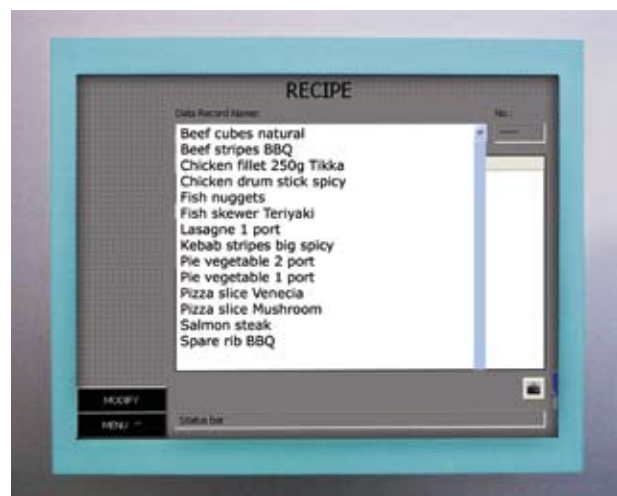 RECIPE
Data Record Name:
No.:
Beef cubes natural
Beef stripes BBQ
Chicken fillet 250g Tikka
Chicken drum stick spicy
Fish nuggets
Fish skewer Teriyaki
Lasagne 1 port
Kebab stripes big spicy
Pie vegetable 2 port
Pie vegetable 1 port
Pizza slice Venecia
Pizza slice Mushroom
Salmon steak
Spare rib BBQ
MODIFY
MENU
Status bar